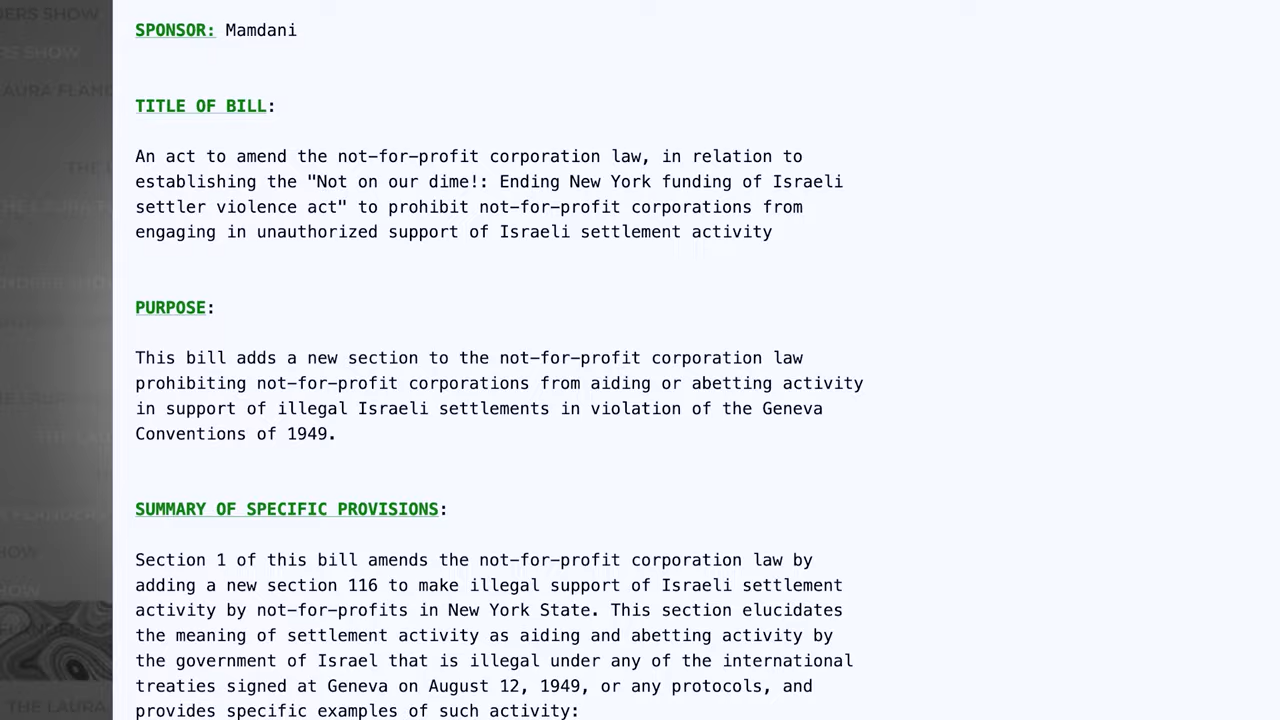 DERS SHOW
ERS SHOW
LAURA FLAND
SPONSOR: Mamdani
TITLE OF BILL:
An act to amend the not-for-profit corporation law, in relation to
establishing the "Not on our dime!: Ending New York funding of Israeli
settler violence act" to prohibit not-for-profit corporations from
engaging in unauthorized support of Israeli settlement activity
PURPOSE:
This bill adds a new section to the not-for-profit corporation law
prohibiting not-for-profit corporations from aiding or abetting activity
in support of illegal Israeli settlements in violation of the Geneva
Conventions of 1949.
SUMMARY OF SPECIFIC PROVISIONS:
Section 1 of this bill amends the not-for-profit corporation law by
adding a new section 116 to make illegal support of Israeli settlement
activity by not-for-profits in New York State. This section elucidates
the meaning of settlement activity as aiding and abetting activity by
the government of Israel that is illegal under any of the international
treaties signed at Geneva on August 12, 1949, or any protocols, and
provides specific examples of such activity:
THE LAURA